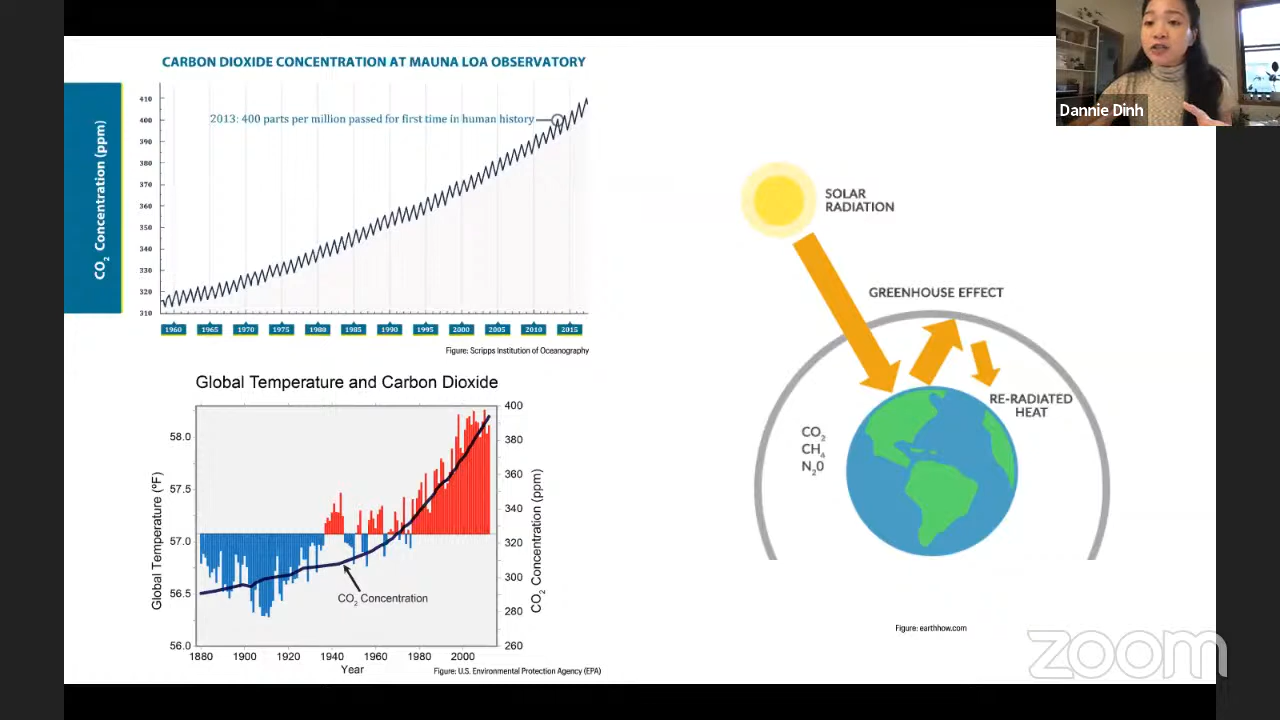 CARBON DIOXIDE CONCENTRATION AT MAUNA LOA OBSERVATORY
CO2 Concentration (ppm)
410
400
390
380
370
360
350
340
330
320
310
2013: 400 parts per million passed for first time in human history
1960 1965 1970 1975 1980 1985 1990 1995 2000 2005 2010 2015
Figure: Scripps Institution of Oceanography
Global Temperature and Carbon Dioxide
Global Temperature (ºF)
58.0
57.5
57.0
56.5
56.0
400
380
360
340
320
300
280
260
CO2 Concentration (ppm)
CO2 Concentration
1880 1900 1920 1940 1960 1980 2000
Year
Figure: U.S. Environmental Protection Agency (EPA)
Dannie Dinh
SOLAR
RADIATION
GREENHOUSE EFFECT
RE-RADIATED
HEAT
CO2
CH4
N20
Figure: earthhow.com
zoom